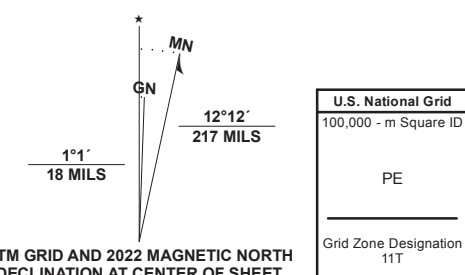 ★
MN
GN
12°12´
217 MILS
1°1´
18 MILS
TM GRID AND 2022 MAGNETIC NORTH
DECLINATION AT CENTER OF SHEET
U.S. National Grid
100,000 - m Square ID
PE
Grid Zone Designation
11T